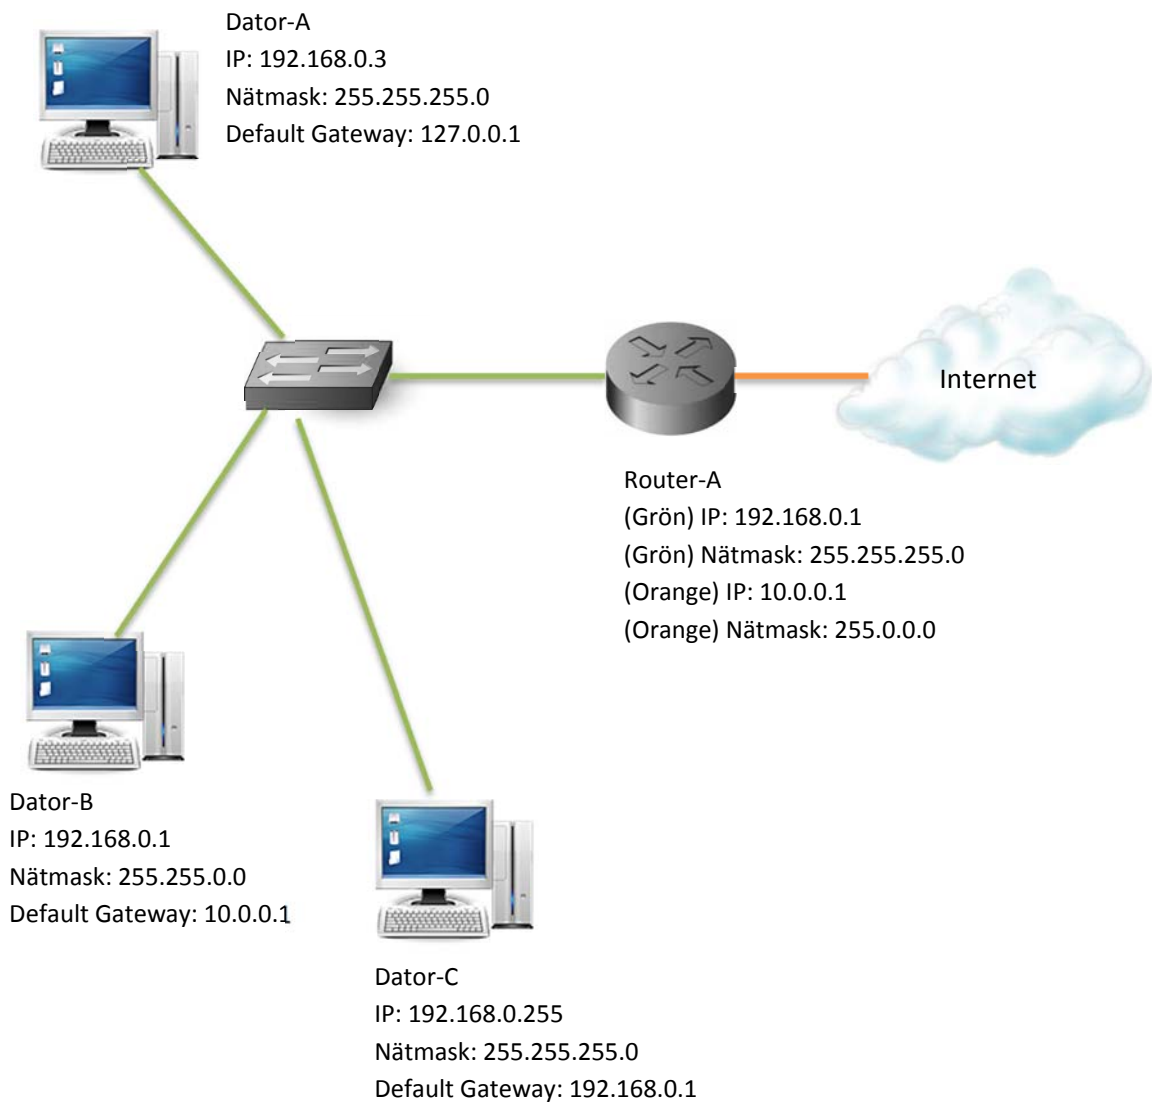 Dator-A
IP: 192.168.0.3
Nätmask: 255.255.255.0
Default Gateway: 127.0.0.1
Internet
Router-A
(Grön) IP: 192.168.0.1
(Grön) Nätmask: 255.255.255.0
(Orange) IP: 10.0.0.1
(Orange) Nätmask: 255.0.0.0
Dator-B
IP: 192.168.0.1
Nätmask: 255.255.0.0
Default Gateway: 10.0.0.1
Dator-C
IP: 192.168.0.255
Nätmask: 255.255.255.0
Default Gateway: 192.168.0.1